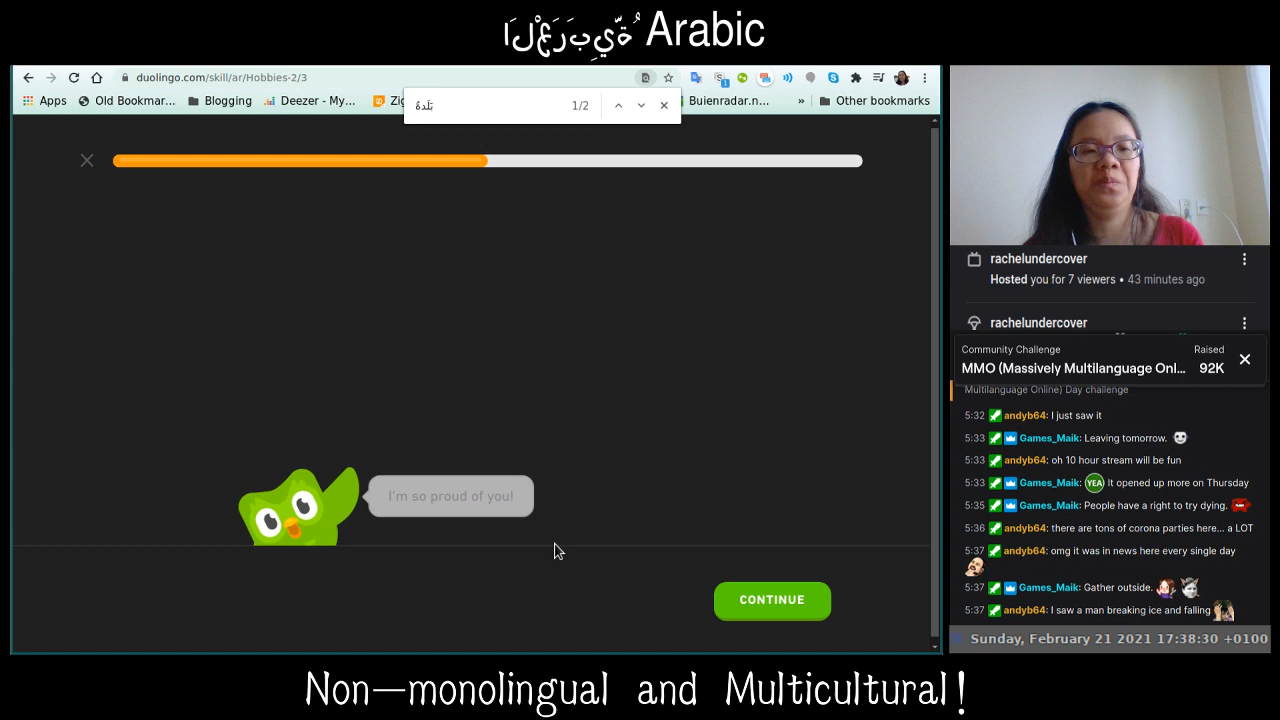 اَلْعَرَبِيَّةُ Arabic
duolingo.com/skill/ar/Hobbies-2/3
Apps Old Bookmar... Blogging Deezer - My... Zig Buienradar.n... » Other bookmarks
بَلَدهُ 1/2
I'm so proud of you!
CONTINUE
rachelundercover
Hosted you for 7 viewers • 43 minutes ago
rachelundercover
Community Challenge Raised
MMO (Massively Multilanguage Onl... 92K
Multilanguage Online) Day challenge
5:32 andyb64: I just saw it
5:33 Games_Maik: Leaving tomorrow.
5:33 andyb64: oh 10 hour stream will be fun
5:33 Games_Maik: YEA It opened up more on Thursday
5:35 Games_Maik: People have a right to try dying.
5:36 andyb64: there are tons of corona parties here... a LOT
5:37 andyb64: omg it was in news here every single day
5:37 Games_Maik: Gather outside.
5:37 andyb64: I saw a man breaking ice and falling
Sunday, February 21 2021 17:38:30 +0100
Non-monolingual and Multicultural!